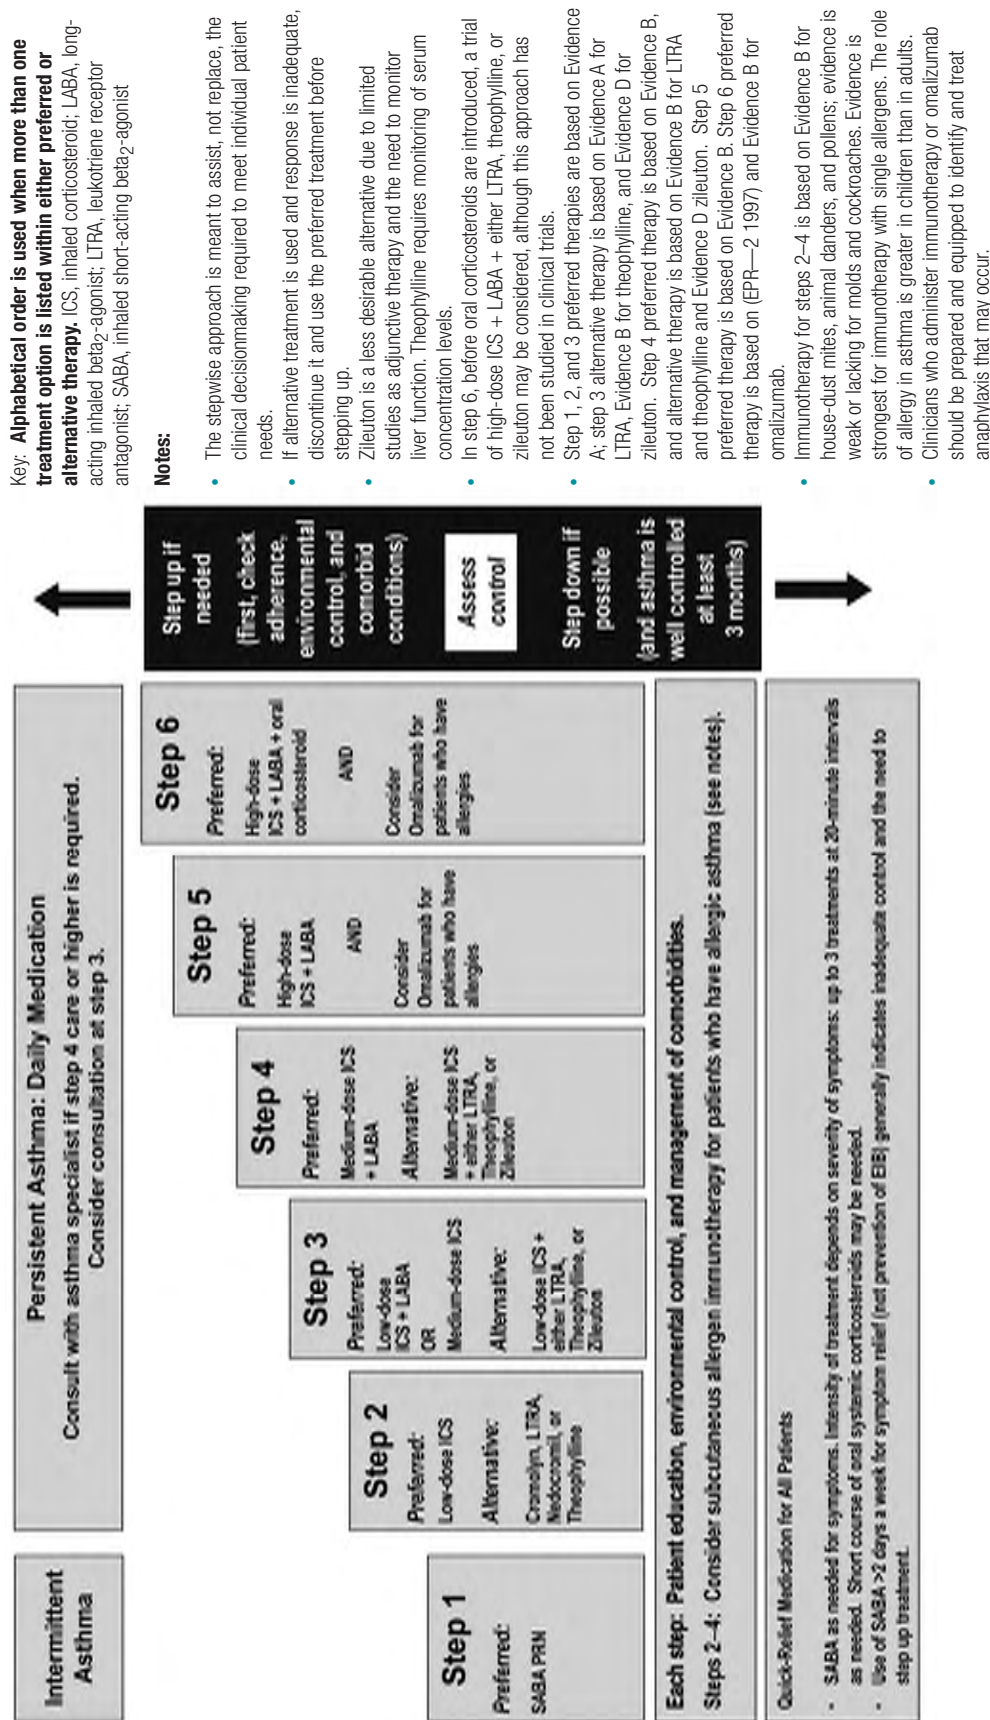 Intermittent
Asthma
Persistent Asthma: Daily Medication
Consult with asthma specialist if step 4 care or higher is required.
Consider consultation at step 3.
Step 1
Preferred:
SABA PRN
Step 2
Preferred:
Low-dose ICS
Alternative:
Cromolyn, LTRA,
Nedocromil, or
Theophylline
Step 3
Preferred:
Low-dose
ICS + LABA
OR
Medium-dose ICS
Alternative:
Low-dose ICS +
either LTRA,
Theophylline, or
Zileuton
Step 4
Preferred:
Medium-dose ICS
+ LABA
Alternative:
Medium-dose ICS
+ either LTRA,
Theophylline, or
Zileuton
Step 5
Preferred:
High-dose
ICS + LABA
AND
Consider
Omalizumab for
patients who have
allergies
Step 6
Preferred:
High-dose
ICS + LABA + oral
corticosteroid
AND
Consider
Omalizumab for
patients who have
allergies
Step up if
needed
(first, check
adherence,
environmental
control, and
comorbid
conditions)
Assess
control
Step down if
possible
(and asthma is
well controlled
at least
3 months)
Each step: Patient education, environmental control, and management of comorbidities.
Steps 2–4: Consider subcutaneous allergen immunotherapy for patients who have allergic asthma (see notes).
Quick-Relief Medication for All Patients
• SABA as needed for symptoms. Intensity of treatment depends on severity of symptoms: up to 3 treatments at 20-minute intervals
as needed. Short course of oral systemic corticosteroids may be needed.
• Use of SABA >2 days a week for symptom relief (not prevention of EIB) generally indicates inadequate control and the need to
step up treatment.
Key: Alphabetical order is used when more than one
treatment option is listed within either preferred or
alternative therapy. ICS, inhaled corticosteroid; LABA, long-
acting inhaled beta2-agonist; LTRA, leukotriene receptor
antagonist; SABA, inhaled short-acting beta2-agonist
Notes:
• The stepwise approach is meant to assist, not replace, the
clinical decisionmaking required to meet individual patient
needs.
• If alternative treatment is used and response is inadequate,
discontinue it and use the preferred treatment before
stepping up.
• Zileuton is a less desirable alternative due to limited
studies as adjunctive therapy and the need to monitor
liver function. Theophylline requires monitoring of serum
concentration levels.
• In step 6, before oral corticosteroids are introduced, a trial
of high-dose ICS + LABA + either LTRA, theophylline, or
zileuton may be considered, although this approach has
not been studied in clinical trials.
• Step 1, 2, and 3 preferred therapies are based on Evidence
A; step 3 alternative therapy is based on Evidence A for
LTRA, Evidence B for theophylline, and Evidence D for
zileuton. Step 4 preferred therapy is based on Evidence B,
and alternative therapy is based on Evidence B for LTRA
and theophylline and Evidence D zileuton. Step 5
preferred therapy is based on Evidence B. Step 6 preferred
therapy is based on (EPR—2 1997) and Evidence B for
omalizumab.
• Immunotherapy for steps 2–4 is based on Evidence B for
house-dust mites, animal danders, and pollens; evidence is
weak or lacking for molds and cockroaches. Evidence is
strongest for immunotherapy with single allergens. The role
of allergy in asthma is greater in children than in adults.
• Clinicians who administer immunotherapy or omalizumab
should be prepared and equipped to identify and treat
anaphylaxis that may occur.